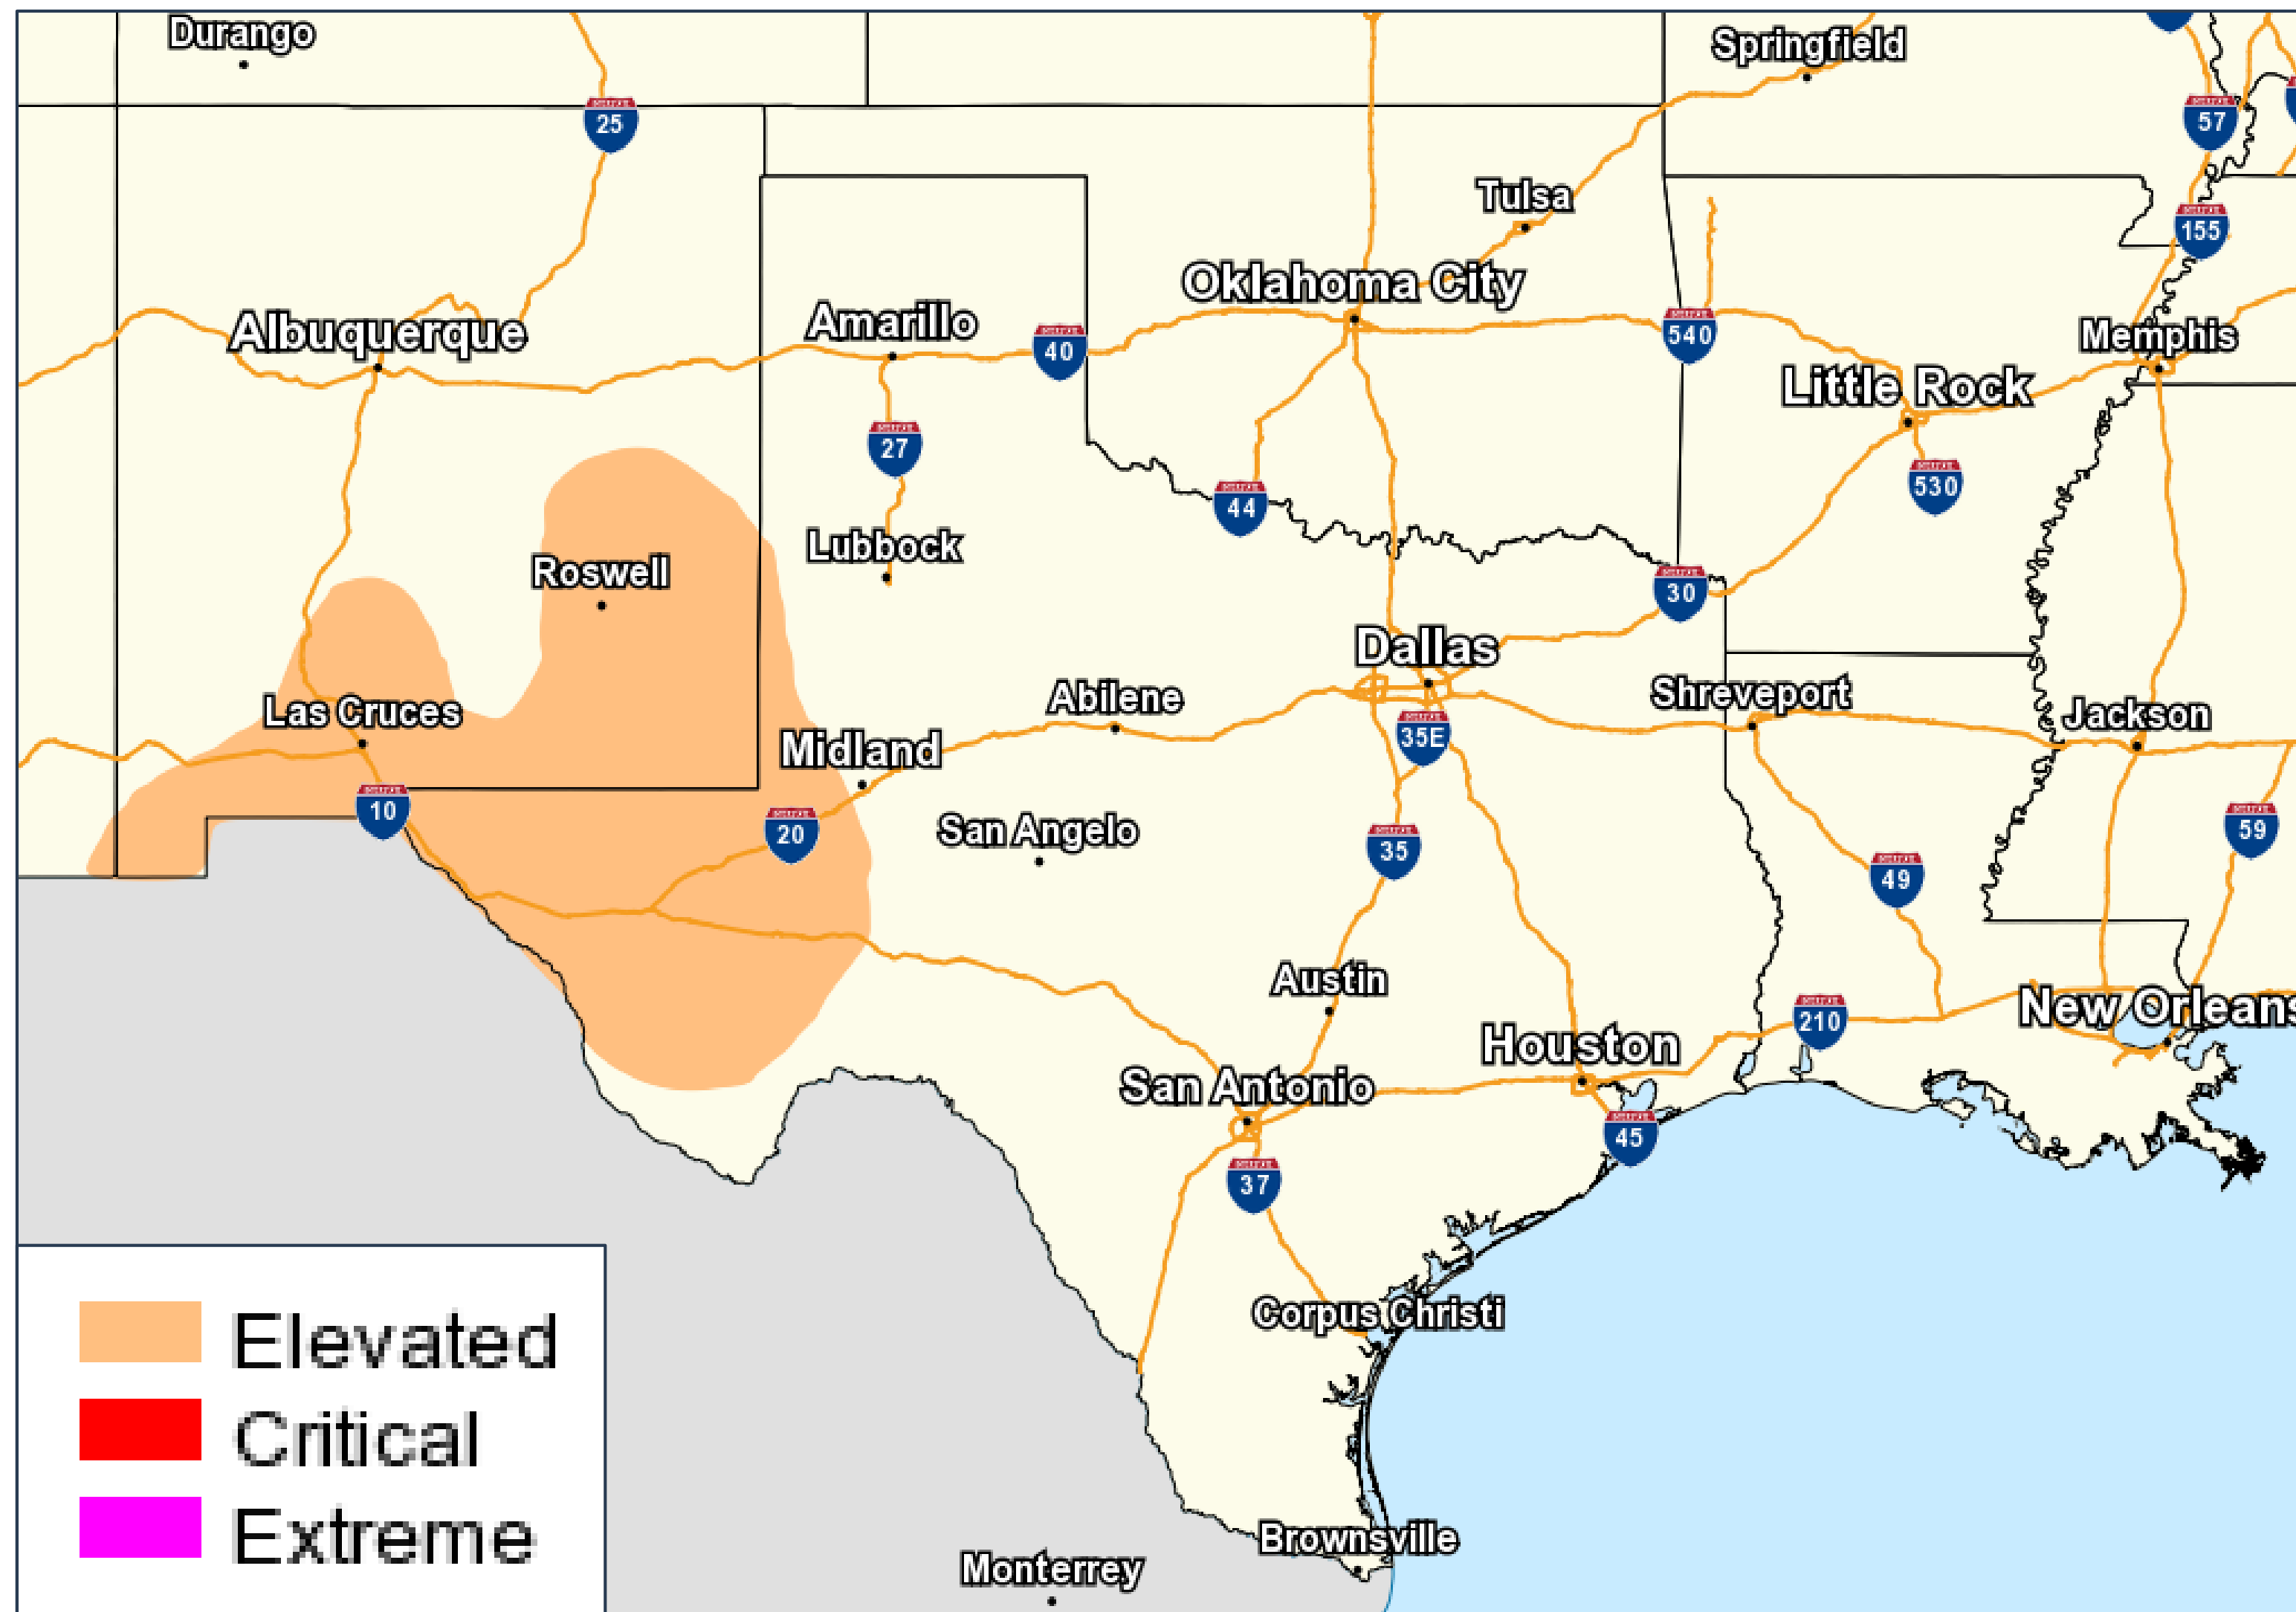 Durango
Springfield
25
57
Tulsa
155
Oklahoma City
Albuquerque
Amarillo
540
Memphis
40
Little Rock
27
530
44
Lubbock
Roswell
30
Dallas
Las Cruces
Abilene
Shreveport
Jackson
35E
Midland
10
20
San Angelo
35
59
49
Austin
New Orleans
210
Houston
San Antonio
45
37
Corpus Christi
Elevated
Critical
Extreme
Brownsville
Monterrey